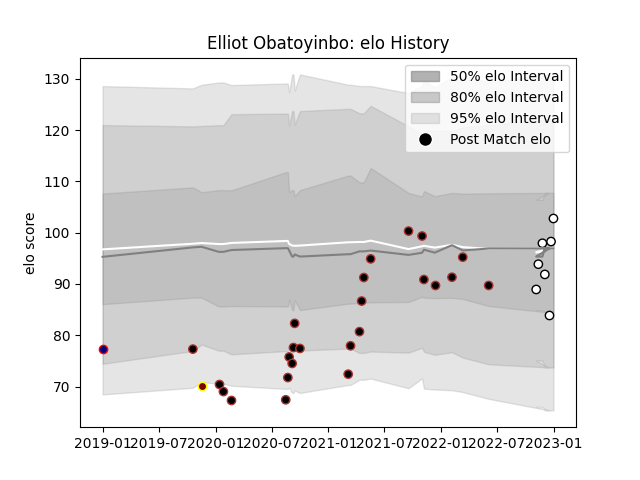 Elliot Obatoyinbo: elo History
50% elo Interval
80% elo Interval
95% elo Interval
Post Match elo
elo score
130
120
110
100
90
80
70
2019-01 2019-07 2020-01 2020-07 2021-01 2021-07 2022-01 2022-07 2023-01